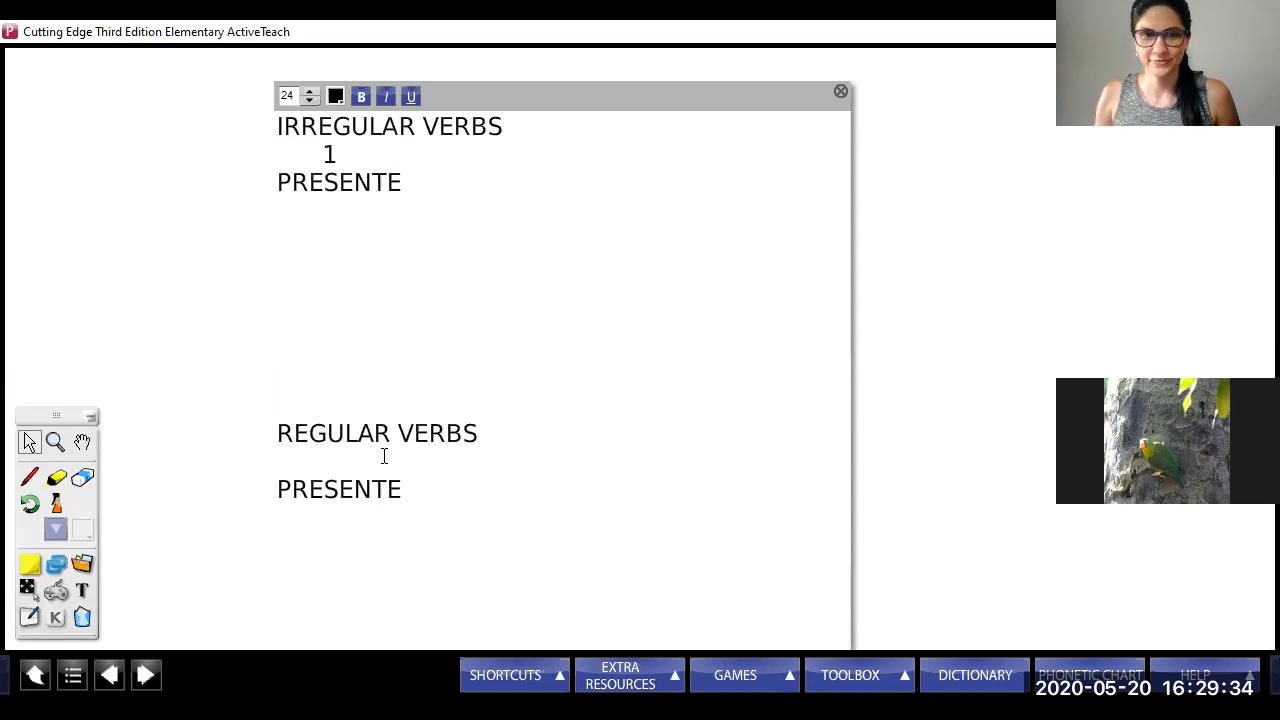 Cutting Edge Third Edition Elementary ActiveTeach
24 B I U
IRREGULAR VERBS
1
PRESENTE
REGULAR VERBS
PRESENTE
T
K
SHORTCUTS
EXTRA
RESOURCES
GAMES
TOOLBOX
DICTIONARY
PHONETIC CHART
HELP
2020-05-20 16:29:34